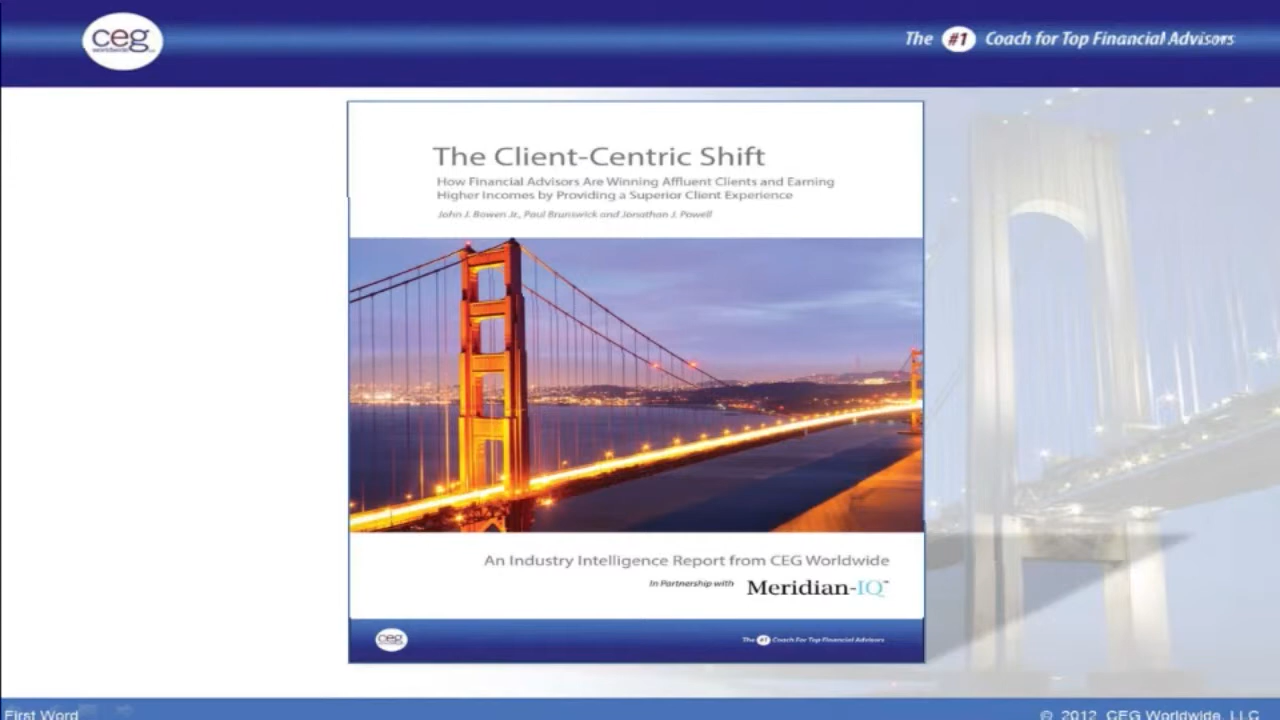 ceg
worldwide
The #1 Coach for Top Financial Advisors
The Client-Centric Shift
How Financial Advisors Are Winning Affluent Clients and Earning
Higher Incomes by Providing a Superior Client Experience
John J. Bowen Jr., Paul Brunswick and Jonathan J. Powell
An Industry Intelligence Report from CEG Worldwide
In Partnership with Meridian-IQ™
ceg
The #1 Coach For Top Financial Advisors
First Word
© 2012 CEG Worldwide, LLC